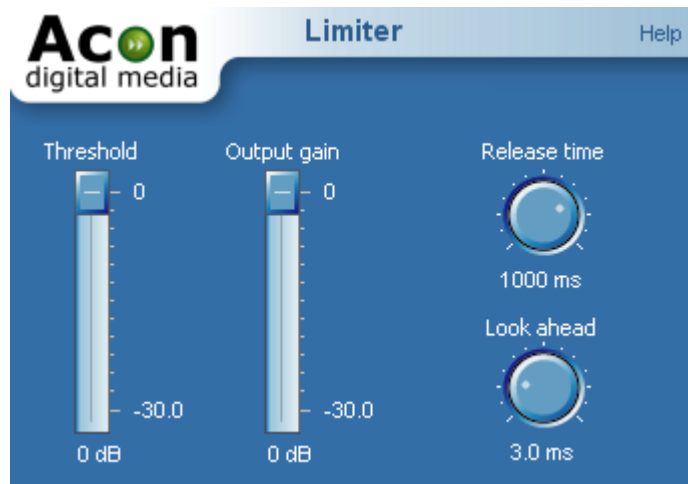 Acon
digital media
Limiter
Help
Threshold
0
-30.0
0 dB
Output gain
0
-30.0
0 dB
Release time
1000 ms
Look ahead
3.0 ms